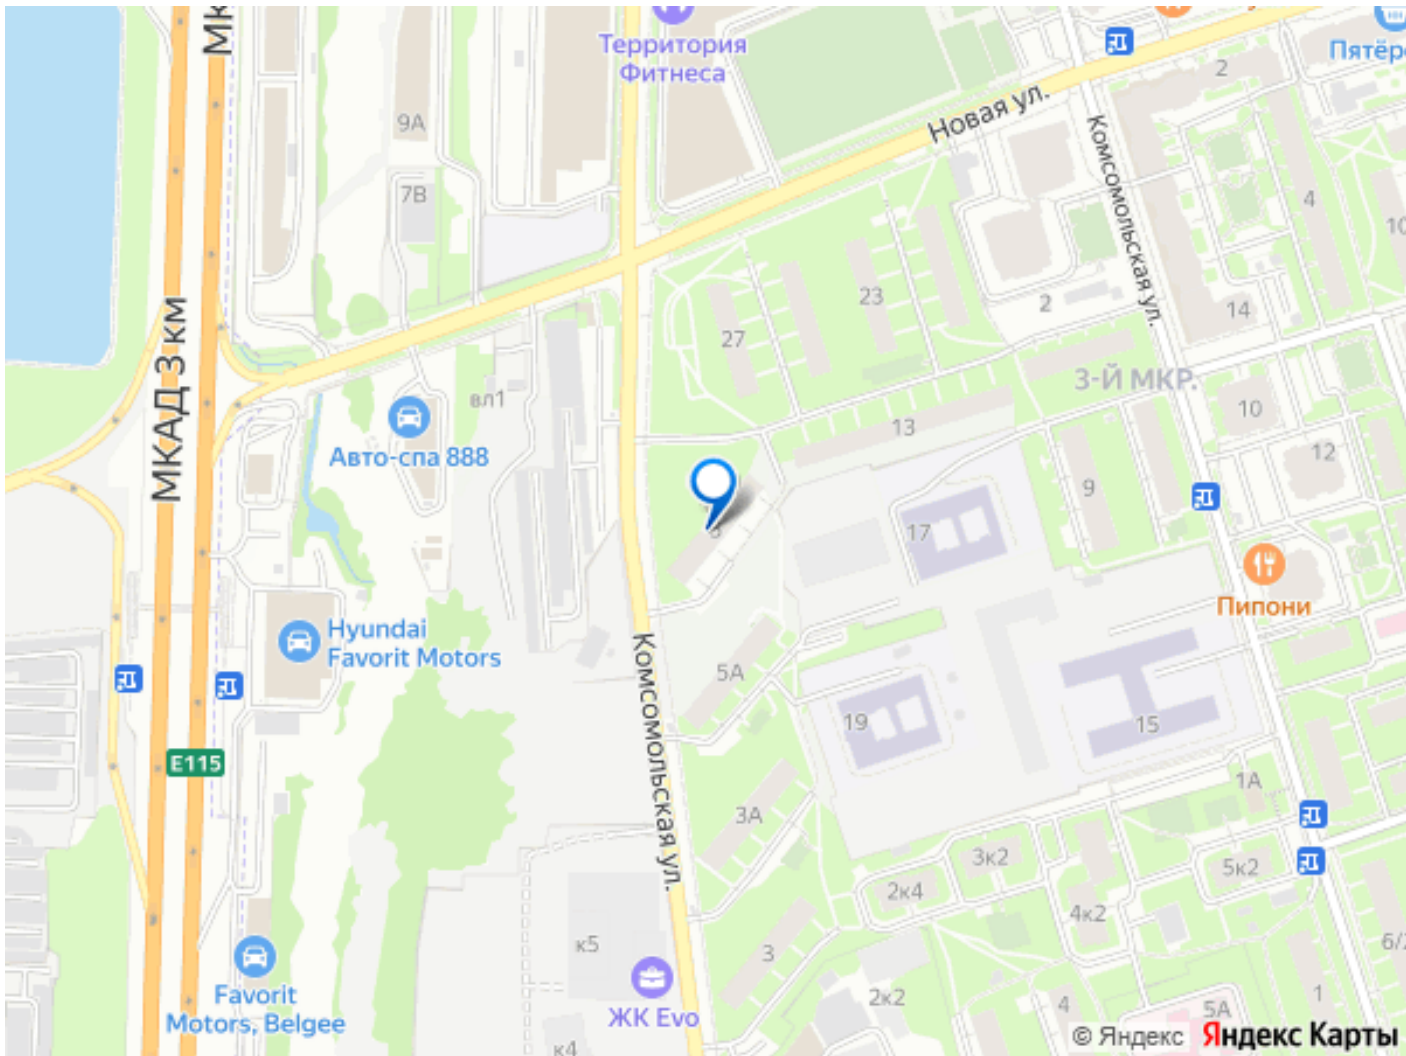 МК
Территория
Фитнеса
Пятёр
2
Новая ул.
9А
Комсомольская ул.
7В
4
10
23
2
14
27
МКАД 3 км
3-Й МКР.
вл1
10
13
Авто-спа 888
12
9
17
Пипони
Hyundai
Favorit Motors
Комсомольская ул.
5А
19
15
E115
1А
3А
3к2
5к2
2к4
4к2
к5
3
6/2
Favorit
Motors, Belgee
ЖК Evo
2к2
4
5А
1
к4
© Яндекс Яндекс Карты